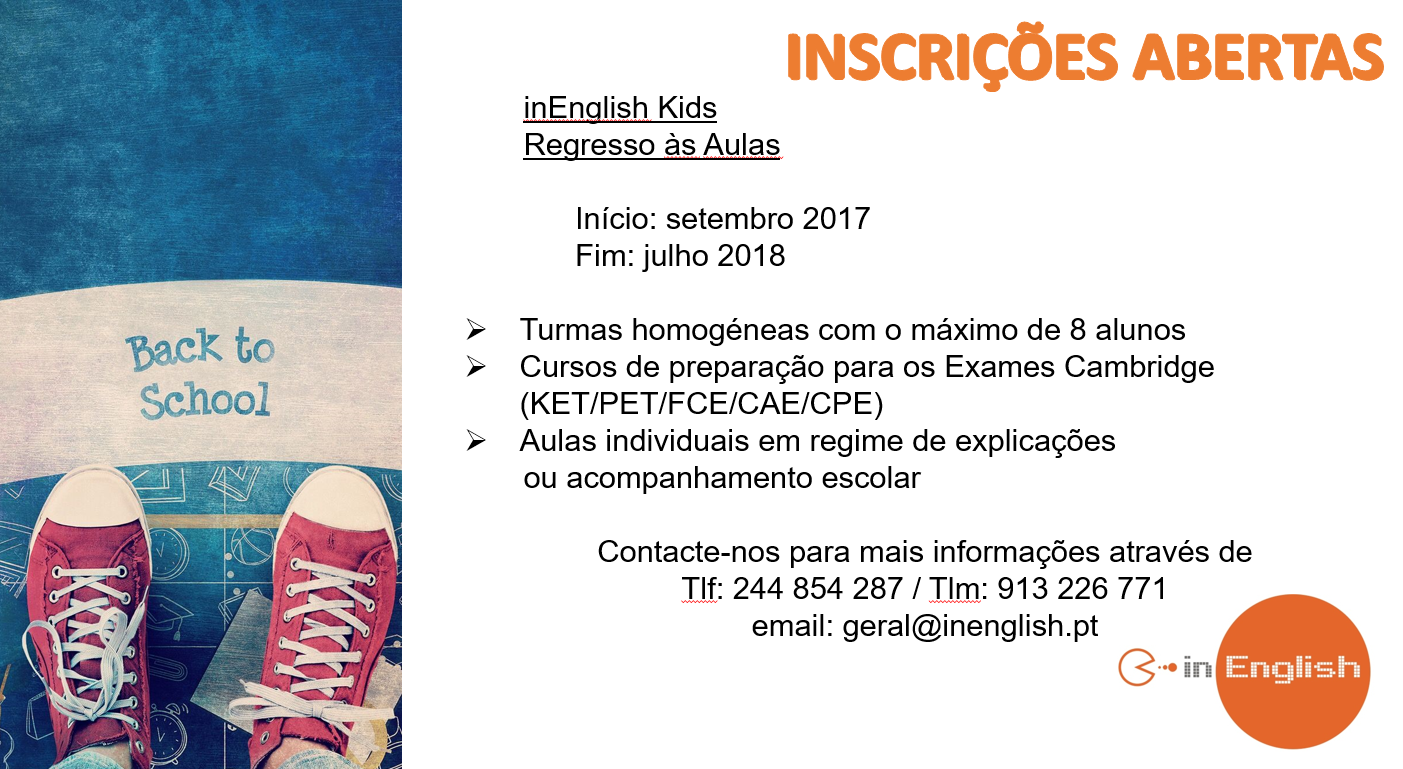 INSCRIÇÕES ABERTAS
inEnglish Kids
Regresso às Aulas
Início: setembro 2017
Fim: julho 2018
Turmas homogéneas com o máximo de 8 alunos
Cursos de preparação para os Exames Cambridge
(KET/PET/FCE/CAE/CPE)
Aulas individuais em regime de explicações
ou acompanhamento escolar
Contacte-nos para mais informações através de
Tlf: 244 854 287 / Tlm: 913 226 771
email: geral@inenglish.pt
in English
Back to
School